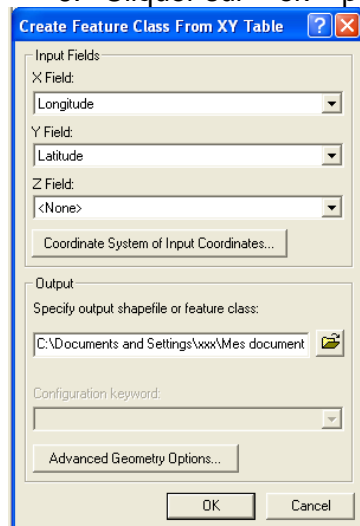 Cliquer sur
Create Feature Class From XY Table
Input Fields
X Field:
Longitude
Y Field:
Latitude
Z Field:
<None>
Coordinate System of Input Coordinates...
Output
Specify output shapefile or feature class:
C:\Documents and Settings\xxx\Mes document
Configuration keyword:
Advanced Geometry Options...
OK Cancel